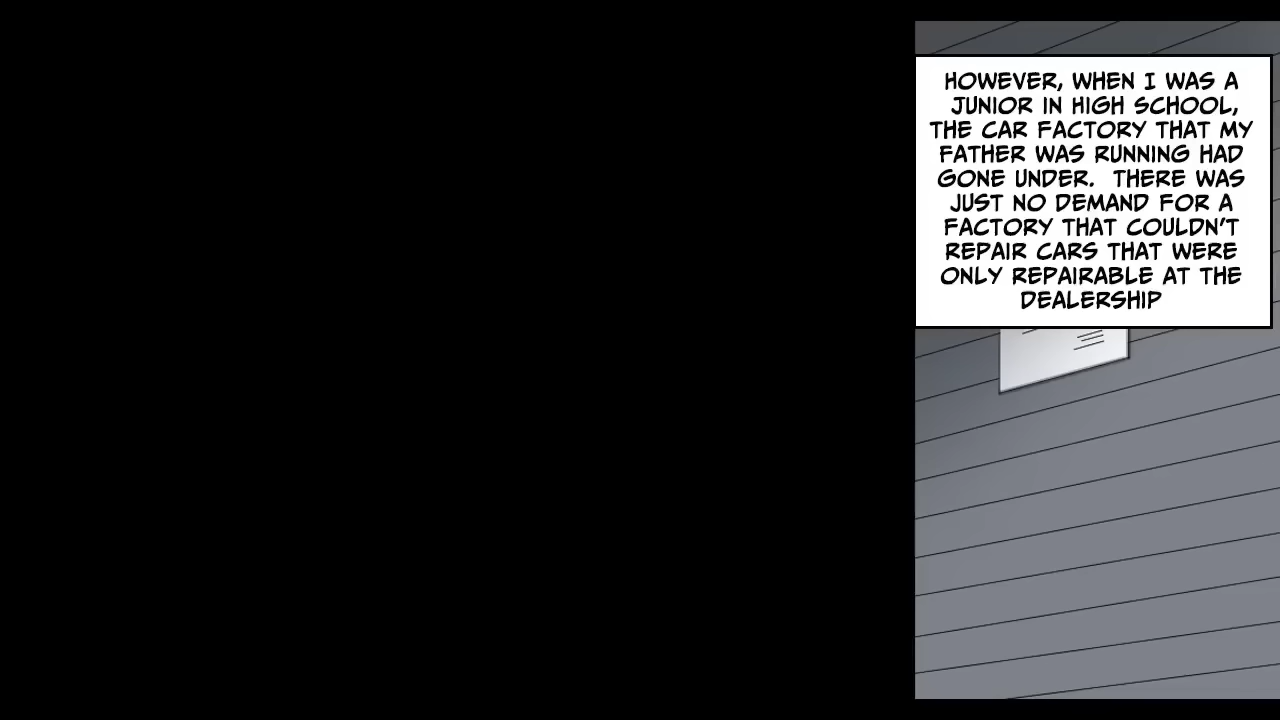 HOWEVER, WHEN I WAS A
JUNIOR IN HIGH SCHOOL,
THE CAR FACTORY THAT MY
FATHER WAS RUNNING HAD
GONE UNDER. THERE WAS
JUST NO DEMAND FOR A
FACTORY THAT COULDN'T
REPAIR CARS THAT WERE
ONLY REPAIRABLE AT THE
DEALERSHIP